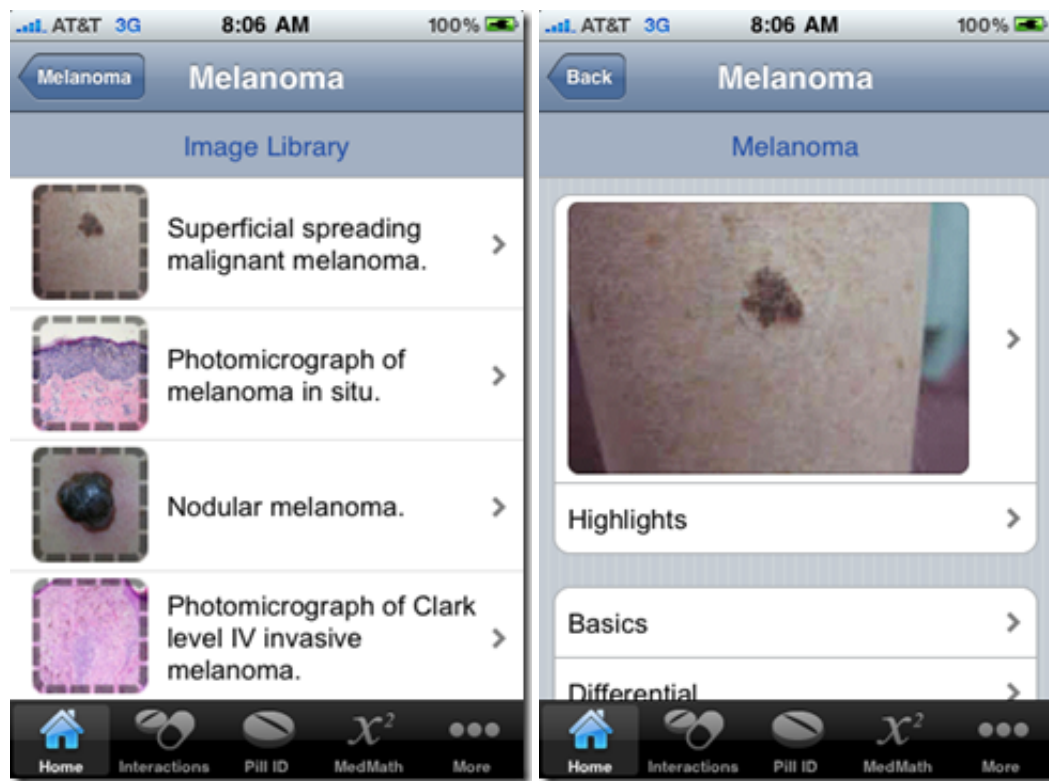 AT&T 3G 8:06 AM 100%
Melanoma Melanoma
Image Library
Superficial spreading
malignant melanoma.
Photomicrograph of
melanoma in situ.
Nodular melanoma.
Photomicrograph of Clark
level IV invasive
melanoma.
Home Interactions Pill ID MedMath More
x²
AT&T 3G 8:06 AM 100%
Back Melanoma
Melanoma
Highlights
Basics
Differential
x²
Home Interactions Pill ID MedMath More